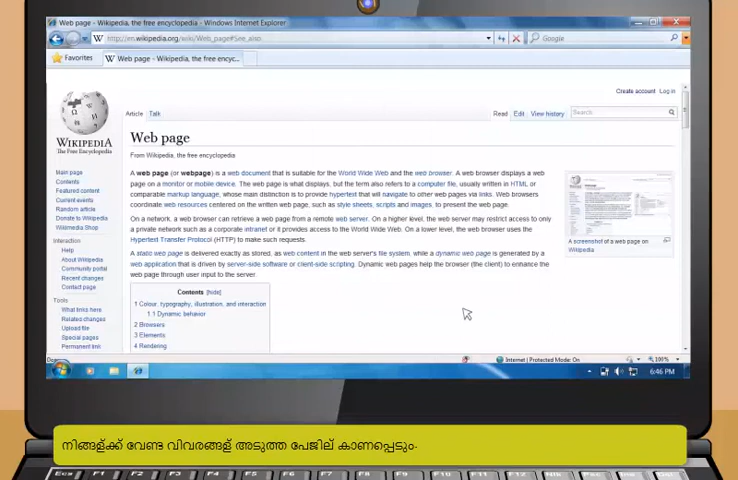 Web page - Wikipedia, the free encyclopedia - Windows Internet Explorer
http://en.wikipedia.org/wiki/Web_page#See_also
Google
Favorites
Web page - Wikipedia, the free encyc...
Create account Log in
Article Talk
Read Edit View history
Search
WIKIPEDIA
The Free Encyclopedia
Main page
Contents
Featured content
Current events
Random article
Donate to Wikipedia
Wikimedia Shop
Interaction
Help
About Wikipedia
Community portal
Recent changes
Contact page
Tools
What links here
Related changes
Upload file
Special pages
Permanent link
Web page
From Wikipedia, the free encyclopedia
A web page (or webpage) is a web document that is suitable for the World Wide Web and the web browser. A web browser displays a web
page on a monitor or mobile device. The web page is what displays, but the term also refers to a computer file, usually written in HTML or
comparable markup language, whose main distinction is to provide hypertext that will navigate to other web pages via links. Web browsers
coordinate web resources centered on the written web page, such as style sheets, scripts and images, to present the web page.
On a network, a web browser can retrieve a web page from a remote web server. On a higher level, the web server may restrict access to only
a private network such as a corporate intranet or it provides access to the World Wide Web. On a lower level, the web browser uses the
Hypertext Transfer Protocol (HTTP) to make such requests.
A static web page is delivered exactly as stored, as web content in the web server's file system, while a dynamic web page is generated by a
web application that is driven by server-side software or client-side scripting. Dynamic web pages help the browser (the client) to enhance the
web page through user input to the server.
A screenshot of a web page on
Wikipedia
Contents [hide]
1 Colour, typography, illustration, and interaction
1.1 Dynamic behavior
2 Browsers
3 Elements
4 Rendering
Internet | Protected Mode: On
100%
6:46 PM
നിങ്ങള്ക്ക് വേണ്ട വിവരങ്ങള് അടുത്ത പേജില് കാണപ്പെടും.
Esc F1 F2 F3 F4 F5 F6 F7 F8 F9 F10 F11 F12